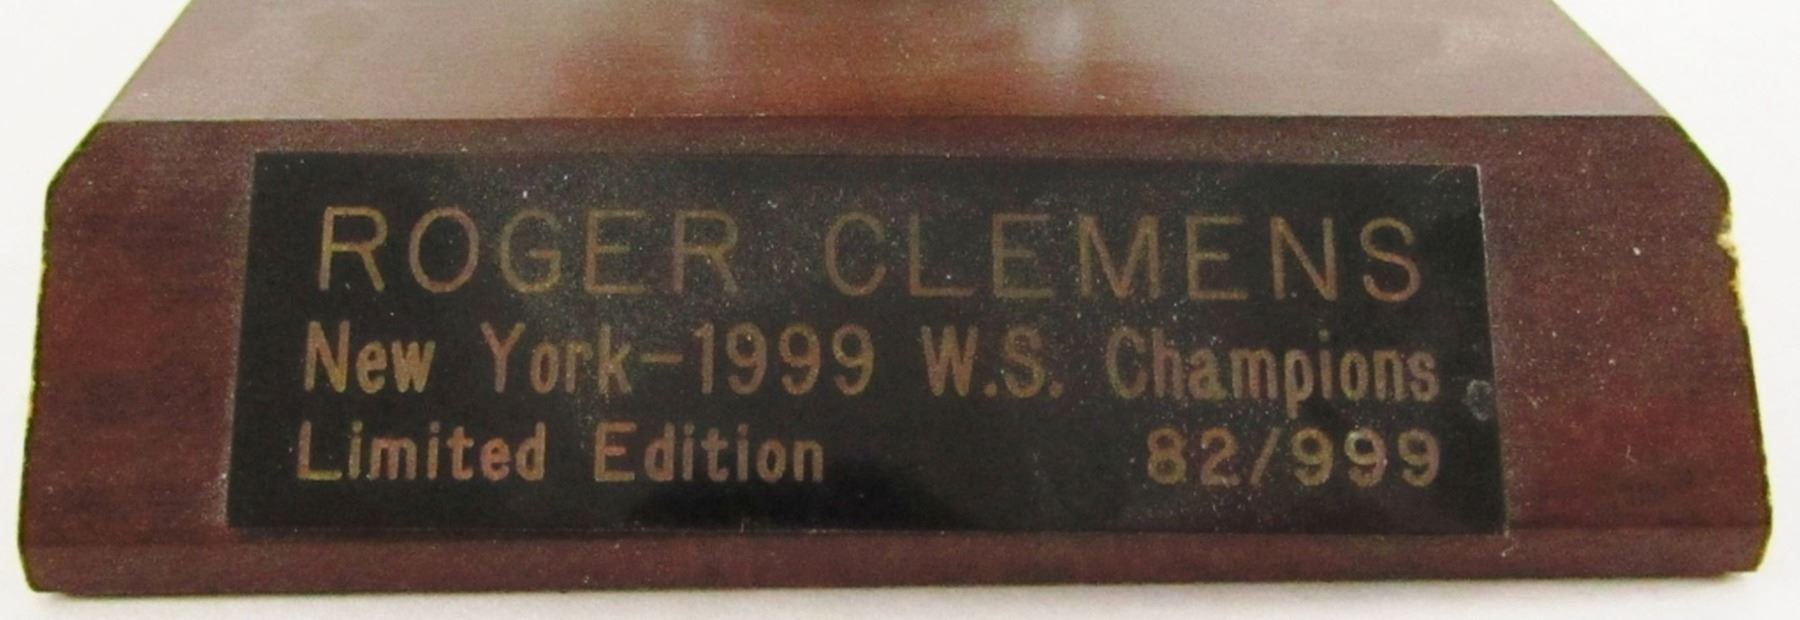 ROGER CLEMENS
New York-1999 W.S. Champions
Limited Edition 82/999